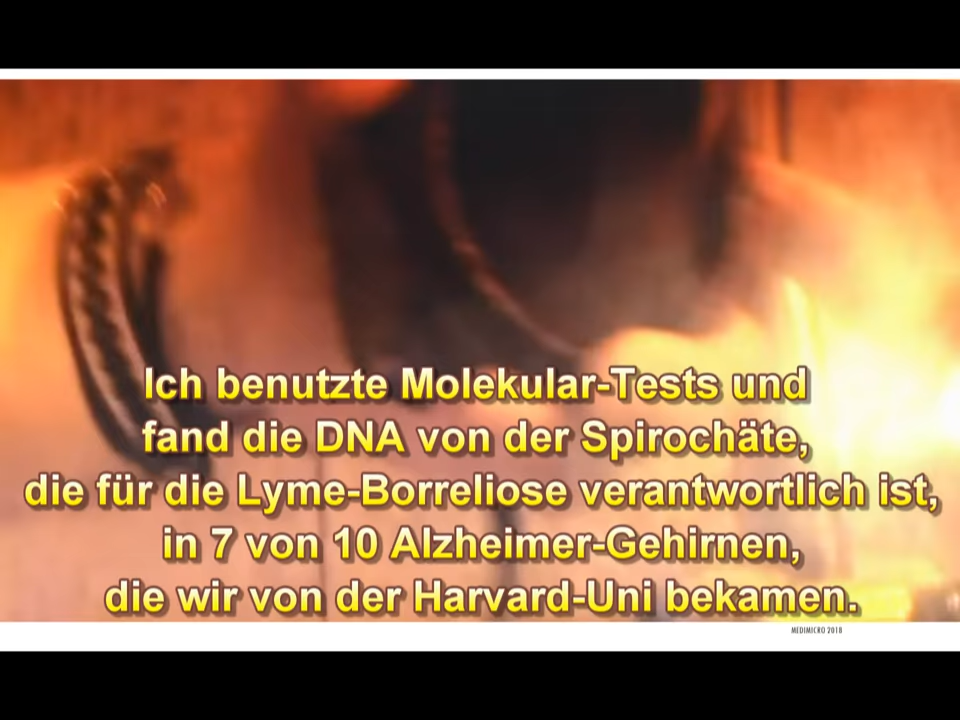 Ich benutzte Molekular-Tests und
fand die DNA von der Spirochäte,
die für die Lyme-Borreliose verantwortlich ist,
in 7 von 10 Alzheimer-Gehirnen,
die wir von der Harvard-Uni bekamen.
MEDIMICRO 2018